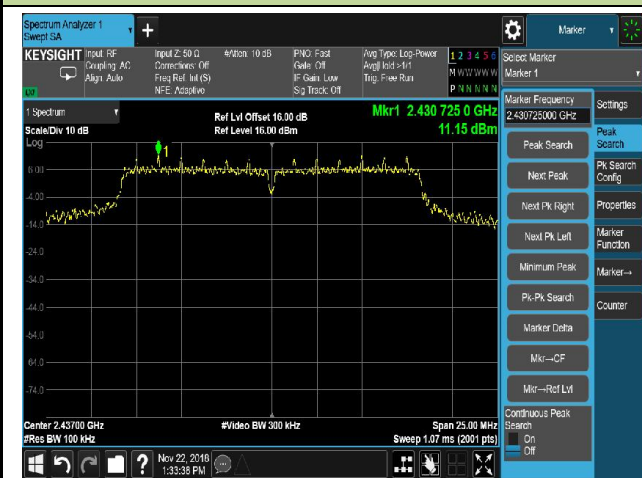 Spectrum Analyzer 1
Swept SA
Marker
KEYSIGHT
Input: RF
Coupling: AC
Align: Auto
Input Z: 50 Ω
Corrections: Off
Freq Ref: Int (S)
NFE: Adaptive
#Atten: 10 dB
PNO: Fast
Gate: Off
IF Gain: Low
Sig Track: Off
Avg Type: Log-Power
Avg|Hold >1/1
Trig: Free Run
1 2 3 4 5 6
M W W W W W
P N N N N N
Select Marker
Marker 1
1 Spectrum
Scale/Div 10 dB
Log
Ref Lvl Offset 16.00 dB
Ref Level 16.00 dBm
Mkr1 2.430 725 0 GHz
11.15 dBm
1
6.00
-4.00
-14.0
-24.0
-34.0
-44.0
-54.0
-64.0
-74.0
Center 2.43700 GHz
#Res BW 100 kHz
#Video BW 300 kHz
Span 25.00 MHz
Sweep 1.07 ms (2001 pts)
Marker Frequency
2.430725000 GHz
Peak Search
Next Peak
Next Pk Right
Next Pk Left
Minimum Peak
Pk-Pk Search
Marker Delta
Mkr→CF
Mkr→Ref Lvl
Continuous Peak
Search
On
Off
Settings
Peak
Search
Pk Search
Config
Properties
Marker
Function
Marker→
Counter
?
Nov 22, 2018
1:33:38 PM